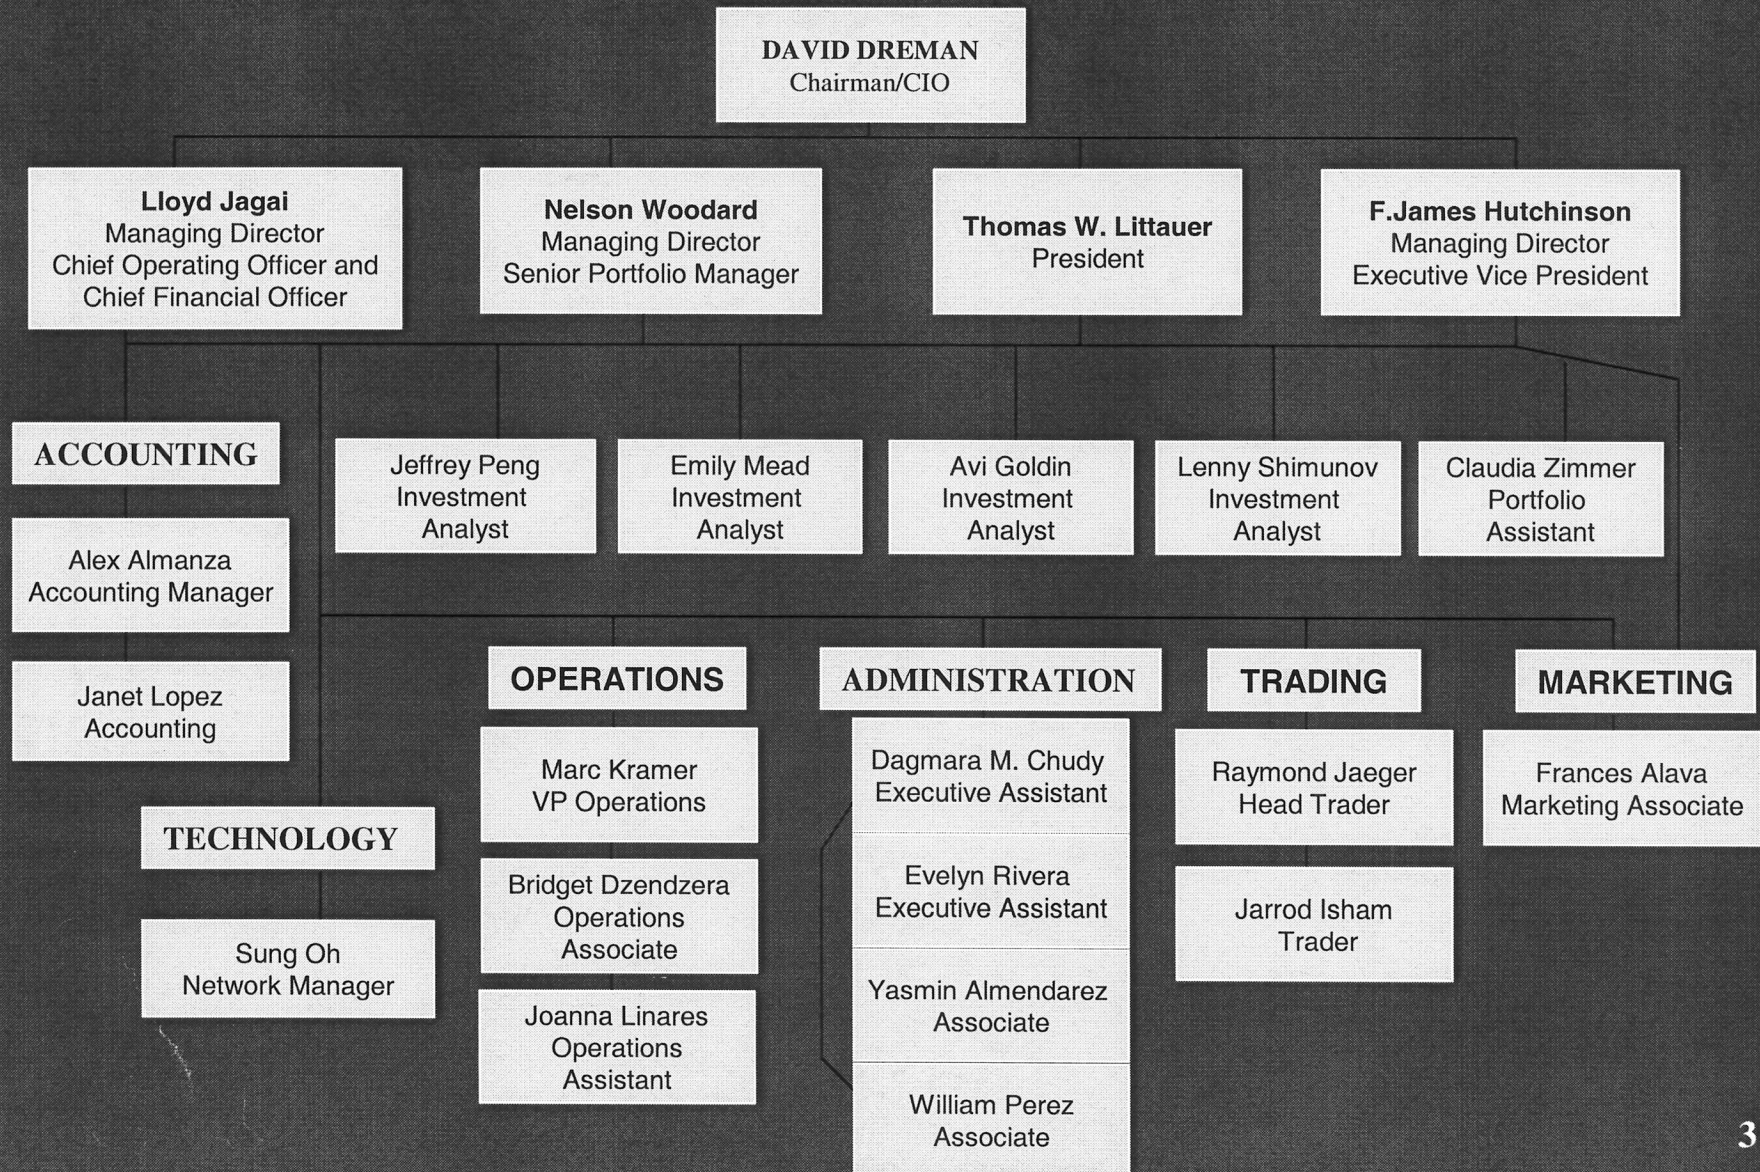 DAVID DREMAN
Chairman/CIO
Lloyd Jagai
Managing Director
Chief Operating Officer and
Chief Financial Officer
Nelson Woodard
Managing Director
Senior Portfolio Manager
Thomas W. Littauer
President
F.James Hutchinson
Managing Director
Executive Vice President
ACCOUNTING
Alex Almanza
Accounting Manager
Janet Lopez
Accounting
Jeffrey Peng
Investment
Analyst
Emily Mead
Investment
Analyst
Avi Goldin
Investment
Analyst
Lenny Shimunov
Investment
Analyst
Claudia Zimmer
Portfolio
Assistant
TECHNOLOGY
Sung Oh
Network Manager
OPERATIONS
Marc Kramer
VP Operations
Bridget Dzendzera
Operations
Associate
Joanna Linares
Operations
Assistant
ADMINISTRATION
Dagmara M. Chudy
Executive Assistant
Evelyn Rivera
Executive Assistant
Yasmin Almendarez
Associate
William Perez
Associate
TRADING
Raymond Jaeger
Head Trader
Jarrod Isham
Trader
MARKETING
Frances Alava
Marketing Associate
3